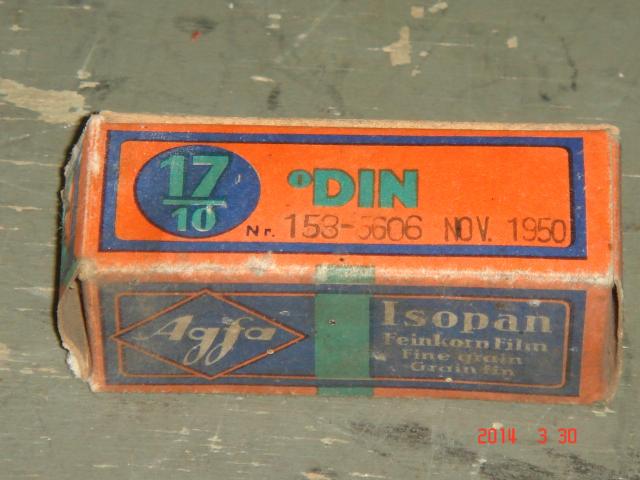 17/10 °DIN
Nr. 153-5606 NOV. 1950
Agfa
Isopan
Feinkorn Film
Fine grain
Grain fin
2014 3 30